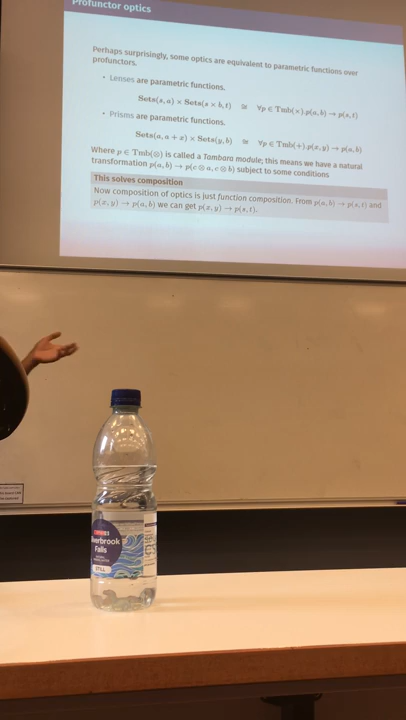 Profunctor optics
Perhaps surprisingly, some optics are equivalent to parametric functions over
profunctors.
• Lenses are parametric functions.
Sets(s, a) × Sets(s × b, t) ≅ ∀p ∈ Tmb(×).p(a, b) → p(s, t)
• Prisms are parametric functions.
Sets(a, a + x) × Sets(y, b) ≅ ∀p ∈ Tmb(+).p(x, y) → p(a, b)
Where p ∈ Tmb(⊗) is called a Tambara module; this means we have a natural
transformation p(a, b) → p(c ⊗ a, c ⊗ b) subject to some conditions
This solves composition
Now composition of optics is just function composition. From p(a, b) → p(s, t) and
p(x, y) → p(a, b) we can get p(x, y) → p(s, t).
Falls
STILL